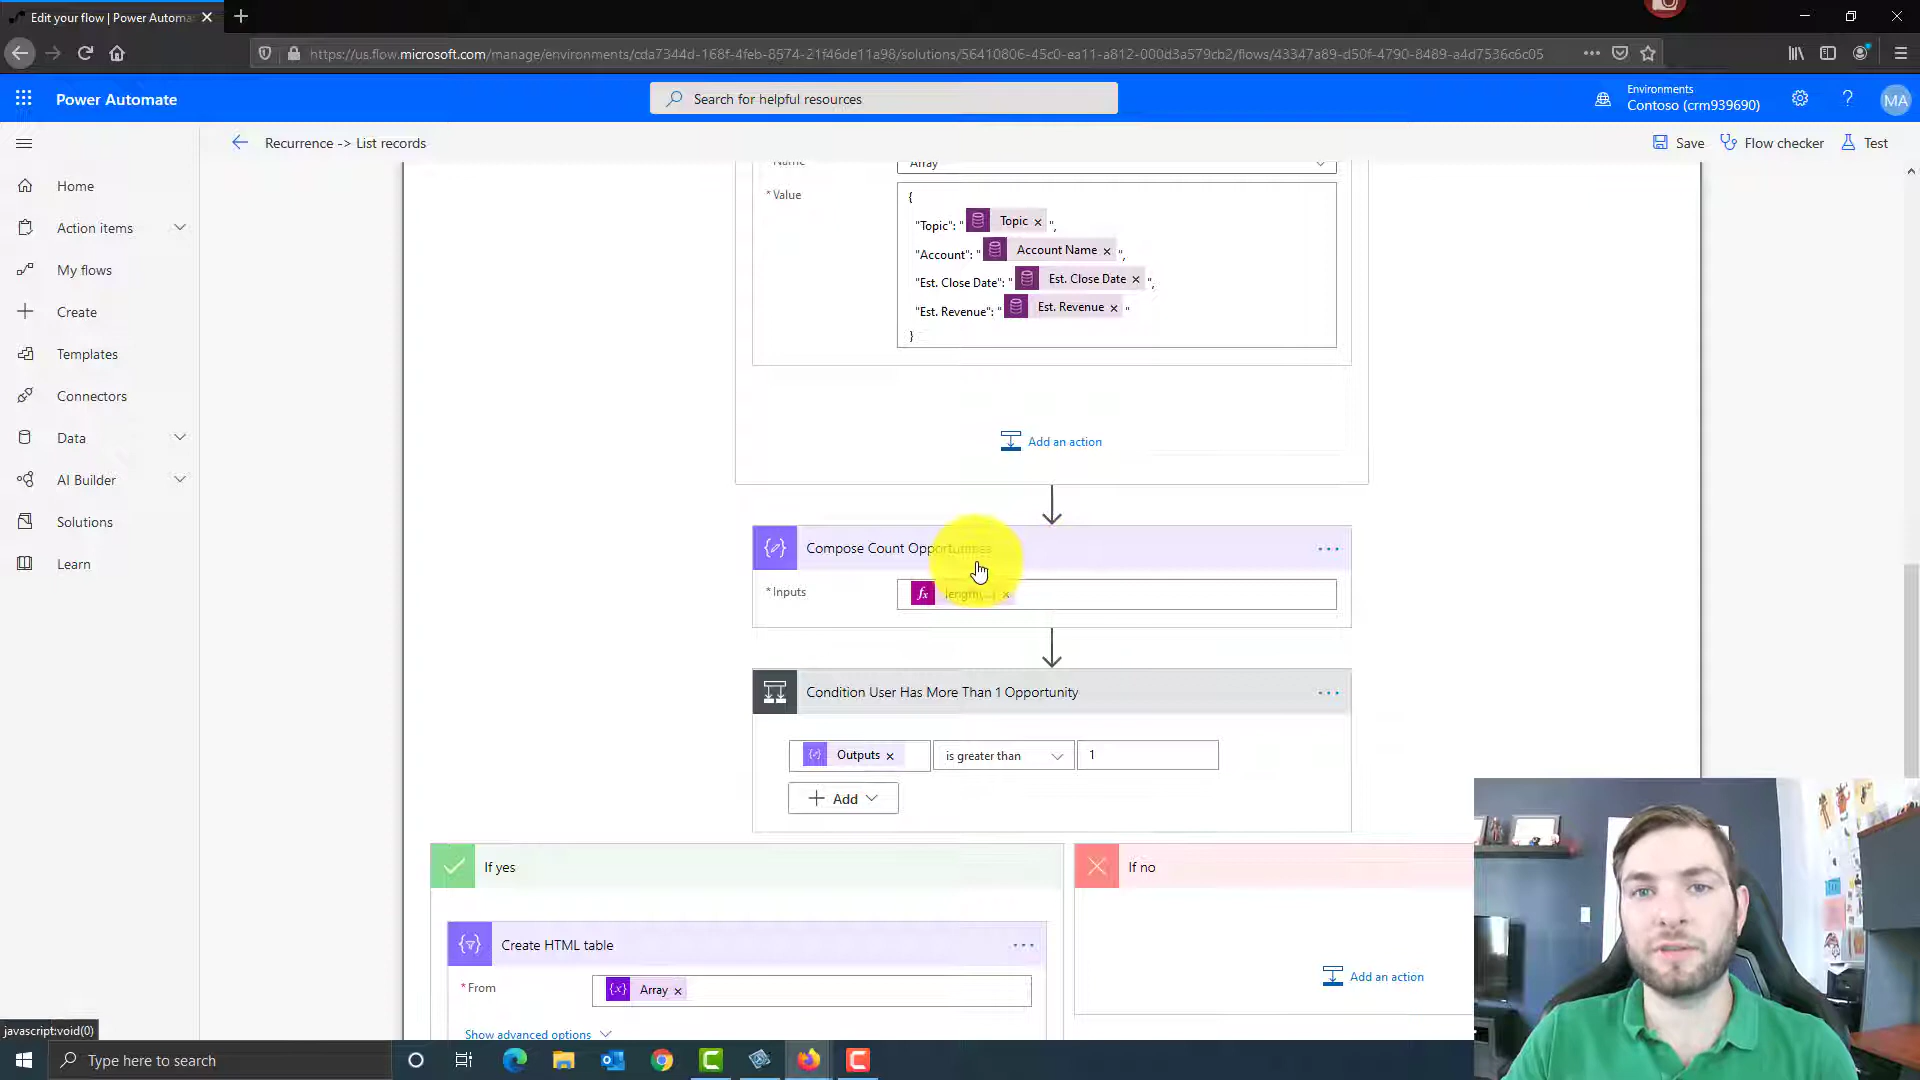 Edit your flow | Power Automa
https://us.flow.microsoft.com/manage/environments/cda7344d-168f-4feb-8574-21f46de11a98/solutions/56410806-45c0-ea11-a812-000d3a579cb2/flows/43347a89-d50f-4790-8489-a4d7536c6c05
Power Automate
Search for helpful resources
Environments
Contoso (crm939690)
?
MA
Recurrence -> List records
Save
Flow checker
Test
Home
Action items
My flows
Create
Templates
Connectors
Data
AI Builder
Solutions
Learn
Name
Array
* Value
{
"Topic": " Topic × ",
"Account": " Account Name × ",
"Est. Close Date": " Est. Close Date × ",
"Est. Revenue": " Est. Revenue × "
}
Add an action
Compose Count Opportunities
* Inputs
fx length(...) ×
Condition User Has More Than 1 Opportunity
Outputs ×
is greater than
1
+ Add
If yes
If no
Create HTML table
* From
{x} Array ×
Add an action
Show advanced options
javascript:void(0)
Type here to search